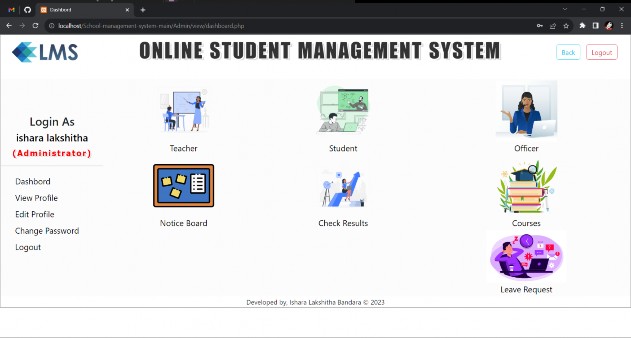 Dashbord
localhost/School-management-system-main/Admin/view/dashboard.php
LMS
ONLINE STUDENT MANAGEMENT SYSTEM
Back
Logout
Login As
ishara lakshitha
(Administrator)
Dashbord
View Profile
Edit Profile
Change Password
Logout
Teacher
Student
Officer
Notice Board
Check Results
Courses
Leave Request
Developed by, Ishara Lakshitha Bandara © 2023